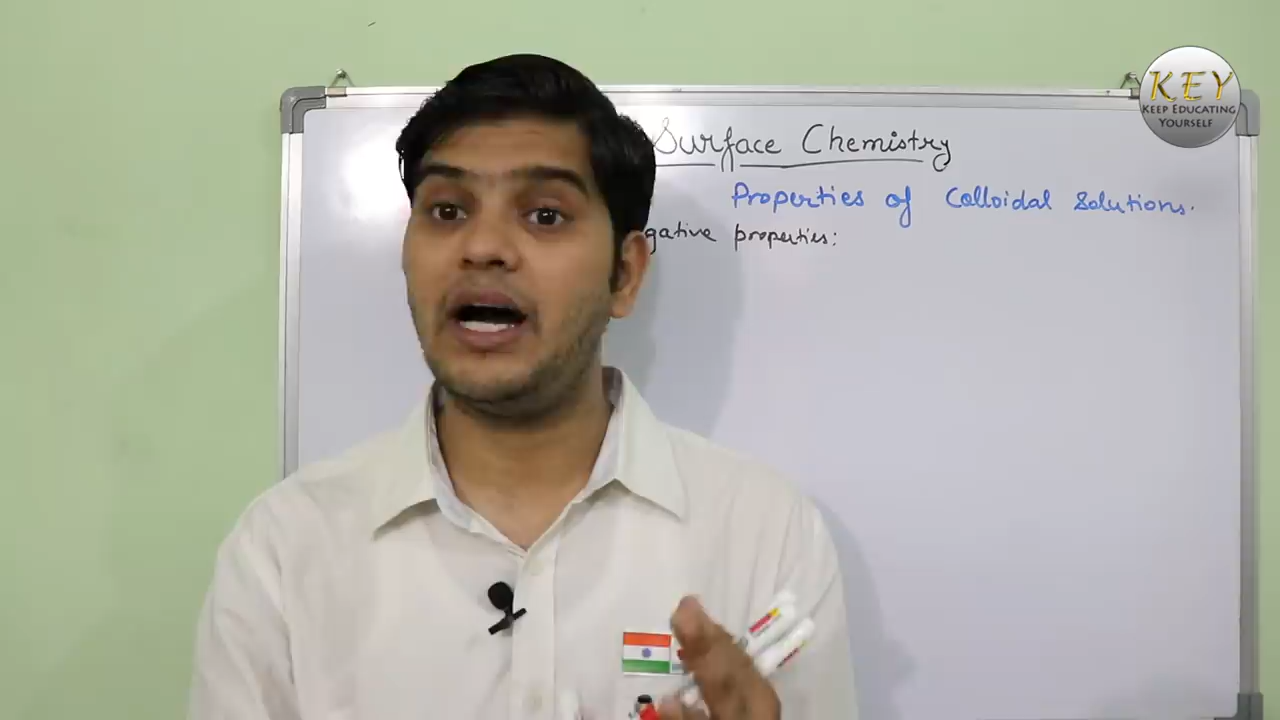 KEY
KEEP EDUCATING
YOURSELF
Surface Chemistry
Properties of Colloidal Solutions.
gative properties: